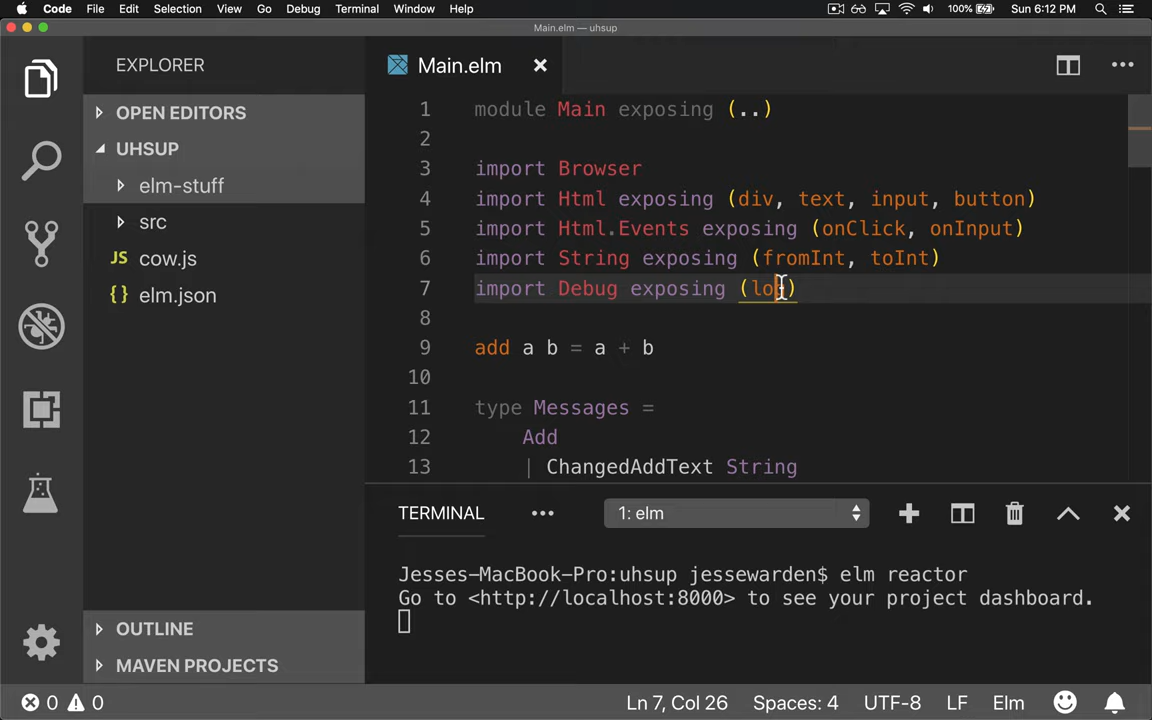 Code File Edit Selection View Go Debug Terminal Window Help 100% Sun 6:12 PM
Main.elm — uhsup
EXPLORER
OPEN EDITORS
UHSUP
elm-stuff
src
JS cow.js
{ } elm.json
OUTLINE
MAVEN PROJECTS
Main.elm
1 module Main exposing (..)
2
3 import Browser
4 import Html exposing (div, text, input, button)
5 import Html.Events exposing (onClick, onInput)
6 import String exposing (fromInt, toInt)
7 import Debug exposing (lo)
8
9 add a b = a + b
10
11 type Messages =
12 Add
13 | ChangedAddText String
TERMINAL ••• 1: elm
Jesses-MacBook-Pro:uhsup jessewarden$ elm reactor
Go to <http://localhost:8000> to see your project dashboard.
0 0 Ln 7, Col 26 Spaces: 4 UTF-8 LF Elm